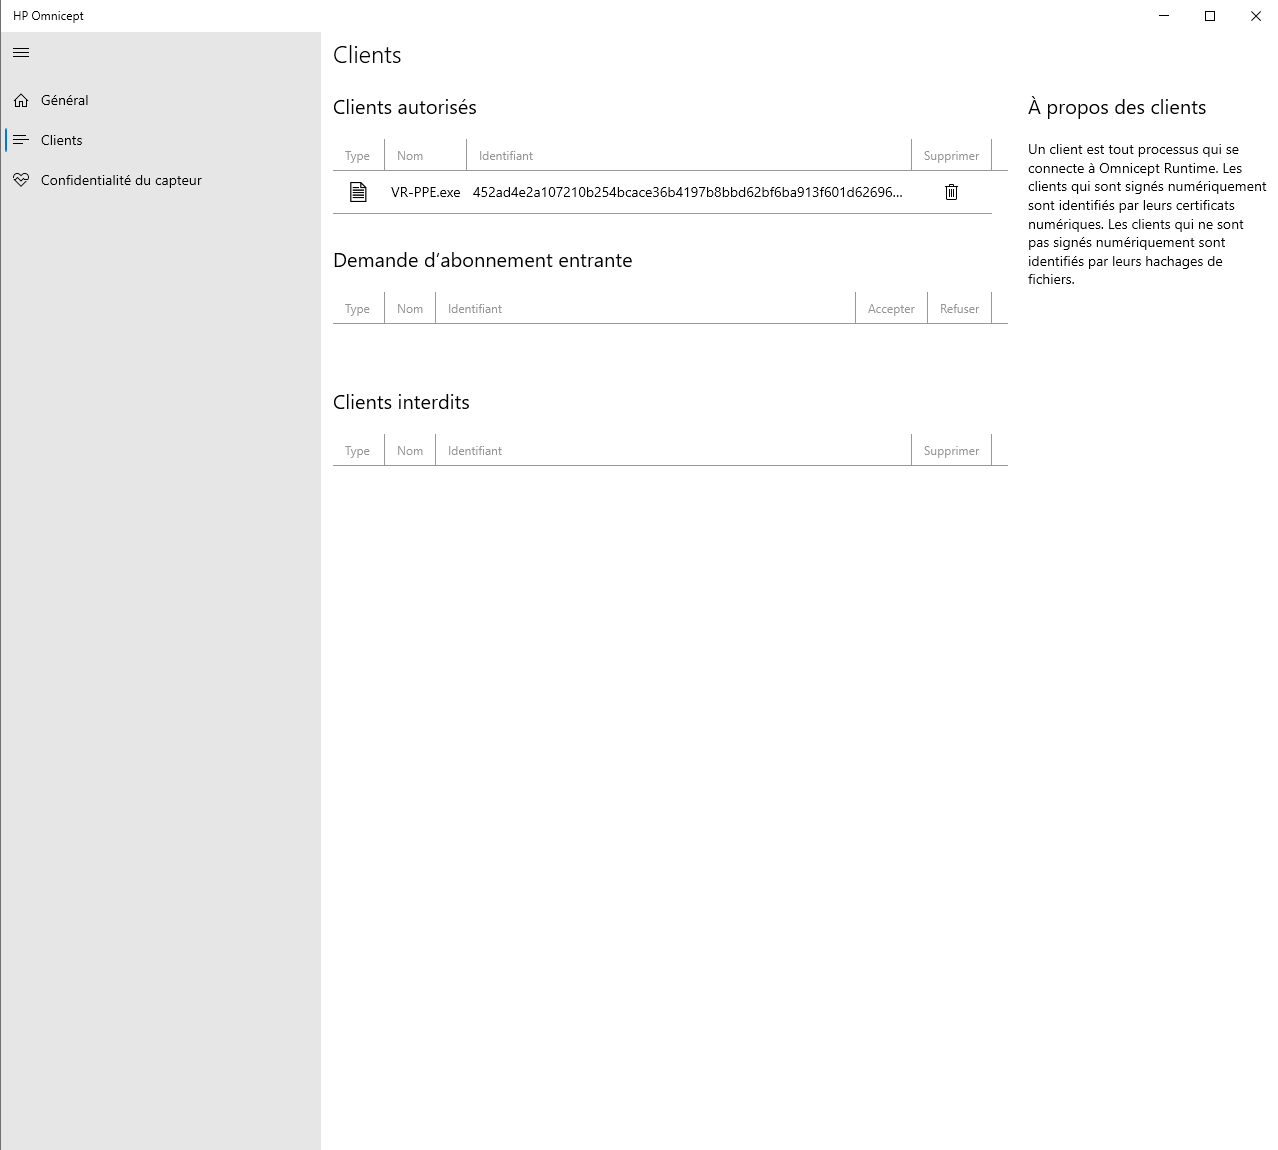 HP Omnicept
Général
Clients
Confidentialité du capteur
Clients
Clients autorisés
Type Nom Identifiant Supprimer
VR-PPE.exe 452ad4e2a107210b254bcace36b4197b8bbd62bf6ba913f601d62696...
Demande d’abonnement entrante
Type Nom Identifiant Accepter Refuser
Clients interdits
Type Nom Identifiant Supprimer
À propos des clients
Un client est tout processus qui se
connecte à Omnicept Runtime. Les
clients qui sont signés numériquement
sont identifiés par leurs certificats
numériques. Les clients qui ne sont
pas signés numériquement sont
identifiés par leurs hachages de
fichiers.